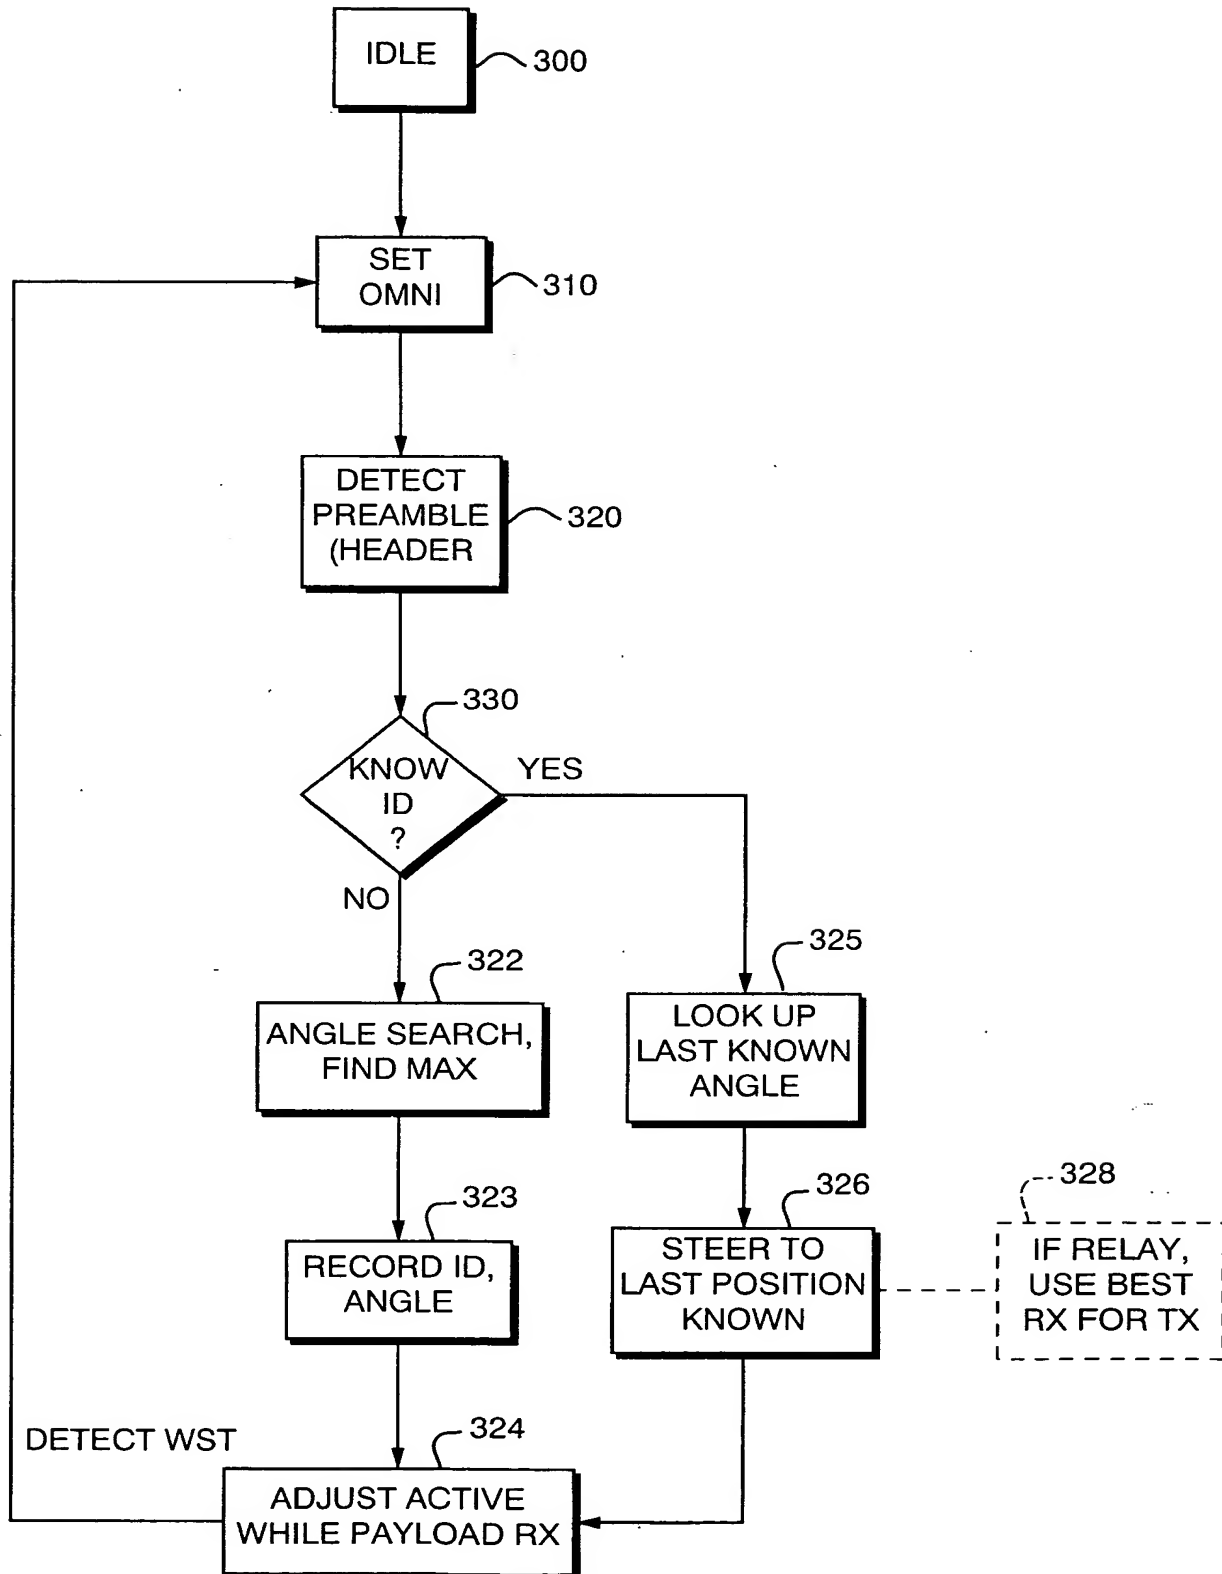 IDLE
300
SET
OMNI
310
DETECT
PREAMBLE
(HEADER
320
330
KNOW
ID
?
YES
NO
322
ANGLE SEARCH,
FIND MAX
325
LOOK UP
LAST KNOWN
ANGLE
323
RECORD ID,
ANGLE
326
STEER TO
LAST POSITION
KNOWN
328
IF RELAY,
USE BEST
RX FOR TX
DETECT WST
324
ADJUST ACTIVE
WHILE PAYLOAD RX